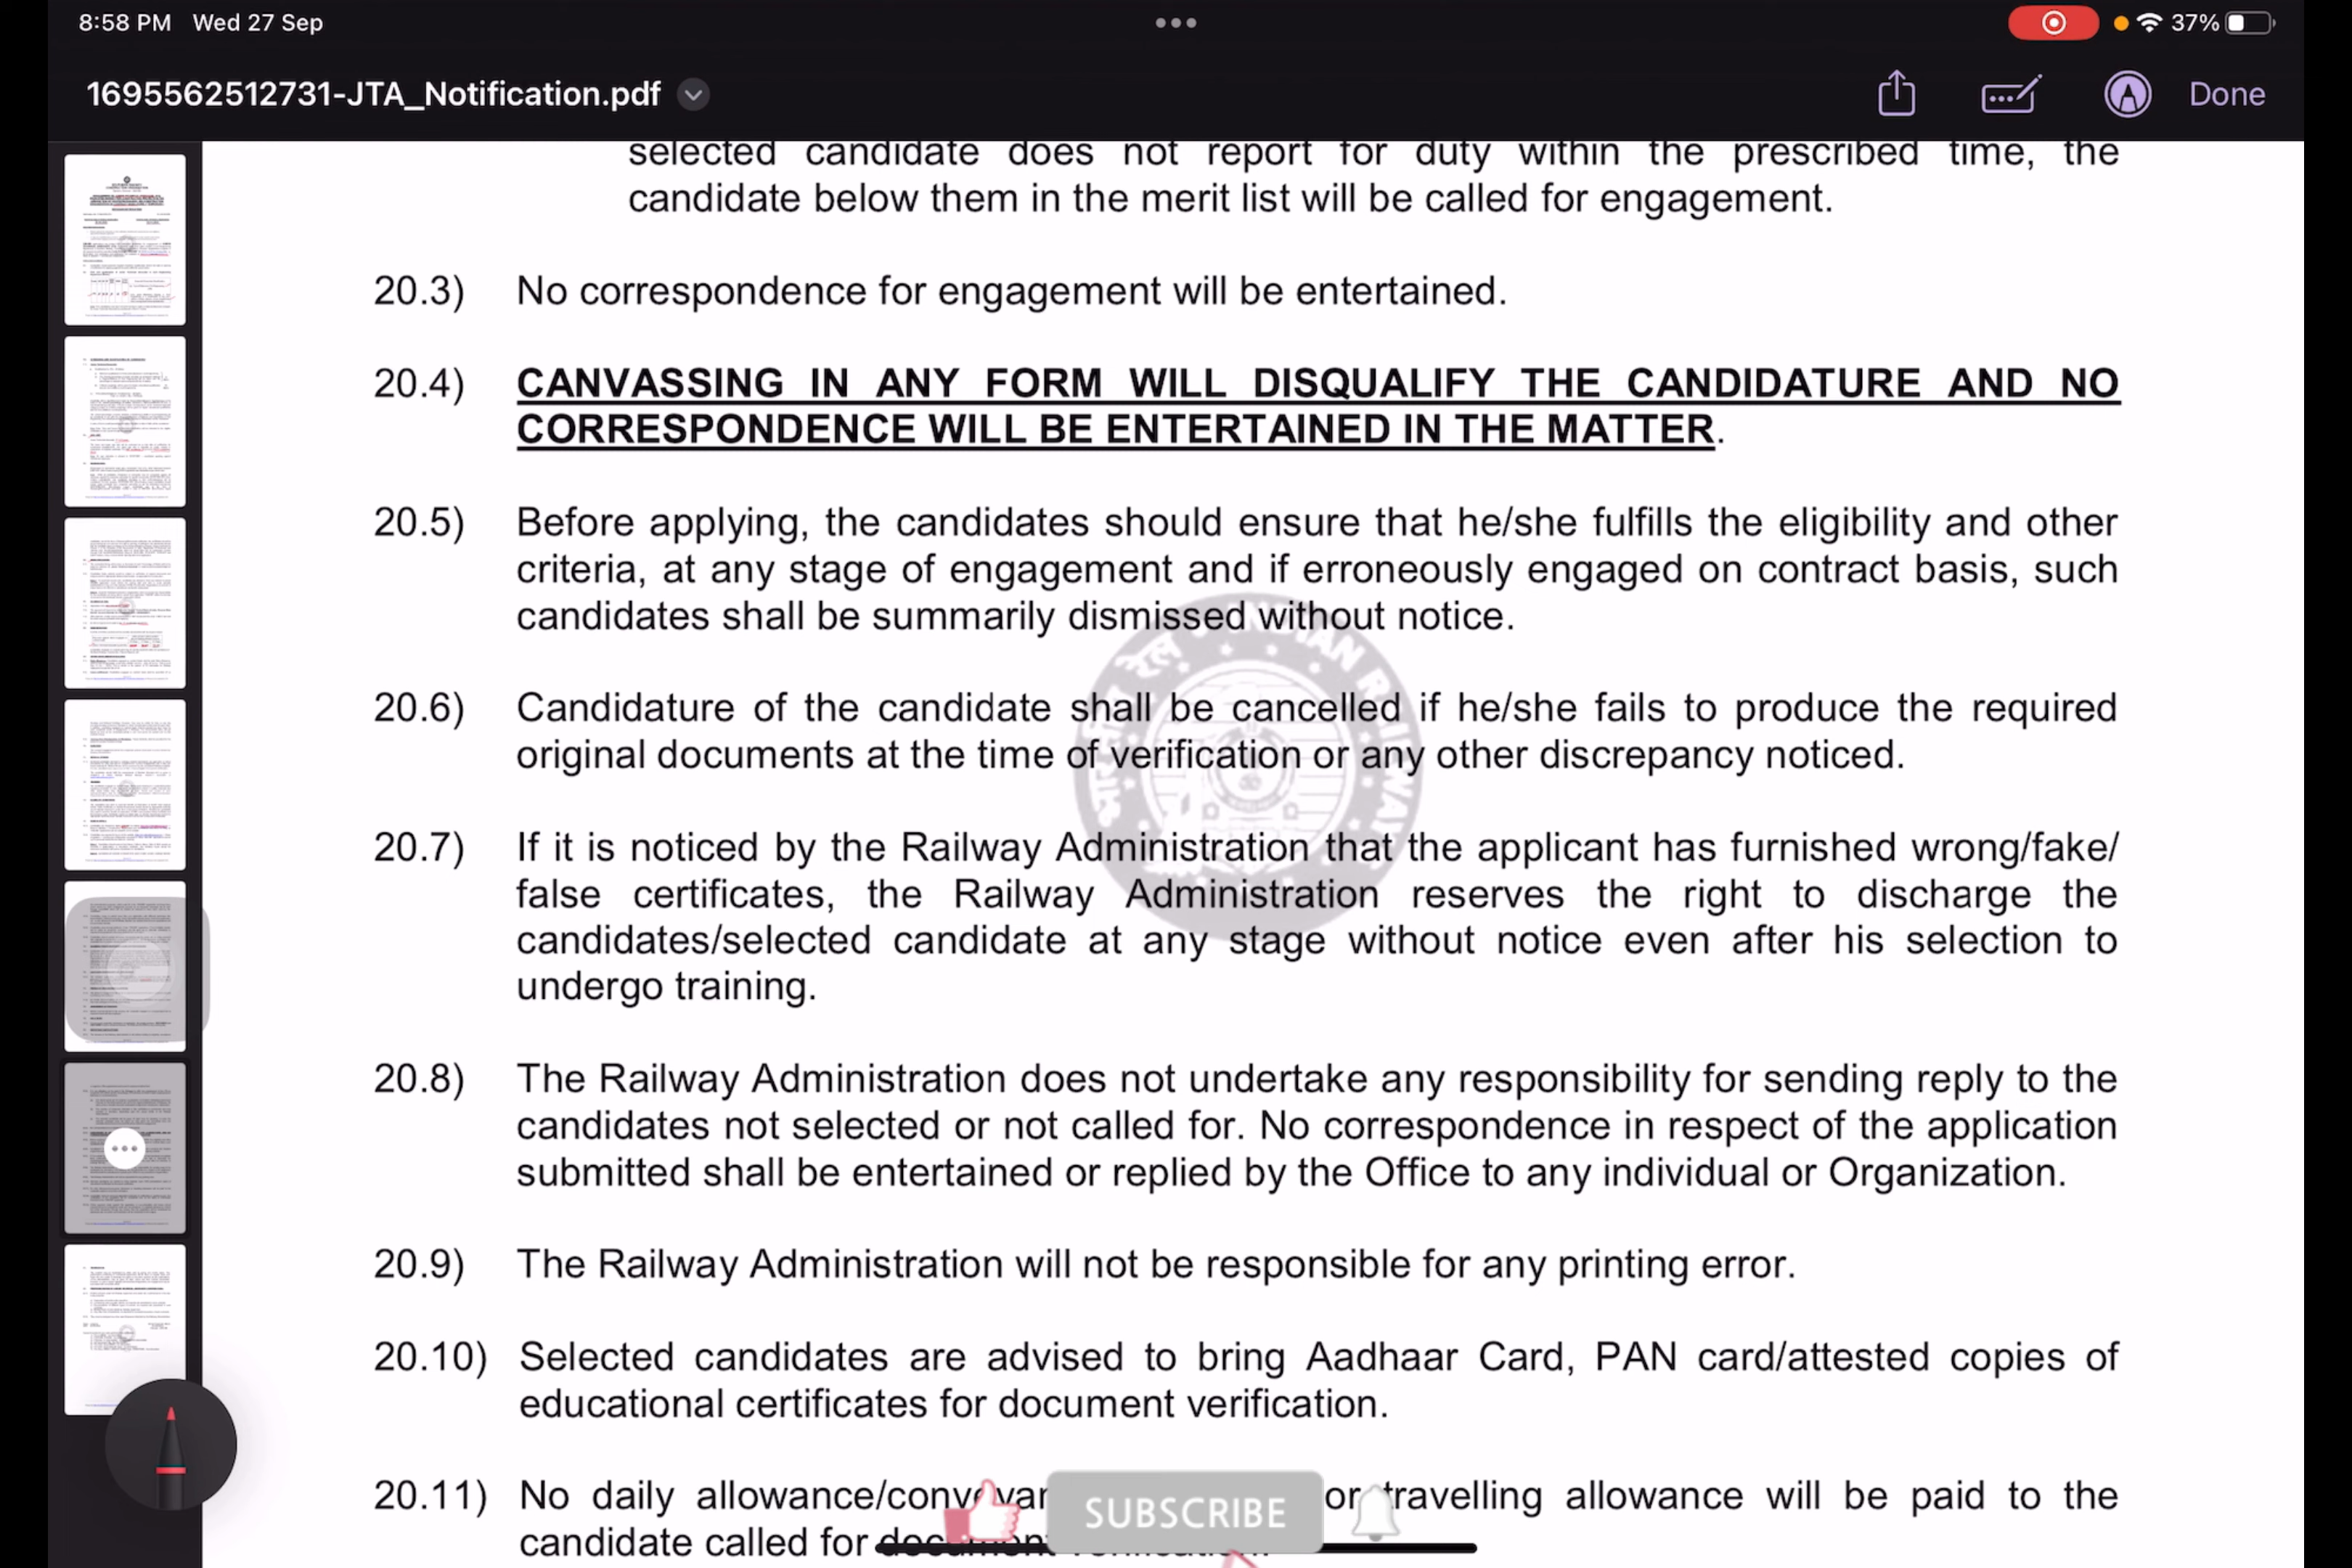 8:58 PM Wed 27 Sep
37%
1695562512731-JTA_Notification.pdf
Done
selected candidate does not report for duty within the prescribed time, the
candidate below them in the merit list will be called for engagement.
20.3) No correspondence for engagement will be entertained.
20.4) CANVASSING IN ANY FORM WILL DISQUALIFY THE CANDIDATURE AND NO
CORRESPONDENCE WILL BE ENTERTAINED IN THE MATTER.
20.5) Before applying, the candidates should ensure that he/she fulfills the eligibility and other
criteria, at any stage of engagement and if erroneously engaged on contract basis, such
candidates shall be summarily dismissed without notice.
20.6) Candidature of the candidate shall be cancelled if he/she fails to produce the required
original documents at the time of verification or any other discrepancy noticed.
20.7) If it is noticed by the Railway Administration that the applicant has furnished wrong/fake/
false certificates, the Railway Administration reserves the right to discharge the
candidates/selected candidate at any stage without notice even after his selection to
undergo training.
20.8) The Railway Administration does not undertake any responsibility for sending reply to the
candidates not selected or not called for. No correspondence in respect of the application
submitted shall be entertained or replied by the Office to any individual or Organization.
20.9) The Railway Administration will not be responsible for any printing error.
20.10) Selected candidates are advised to bring Aadhaar Card, PAN card/attested copies of
educational certificates for document verification.
20.11) No daily allowance/ or travelling allowance will be paid to the
candidate called for
SUBSCRIBE
भारतीय रेल INDIAN RAILWAY